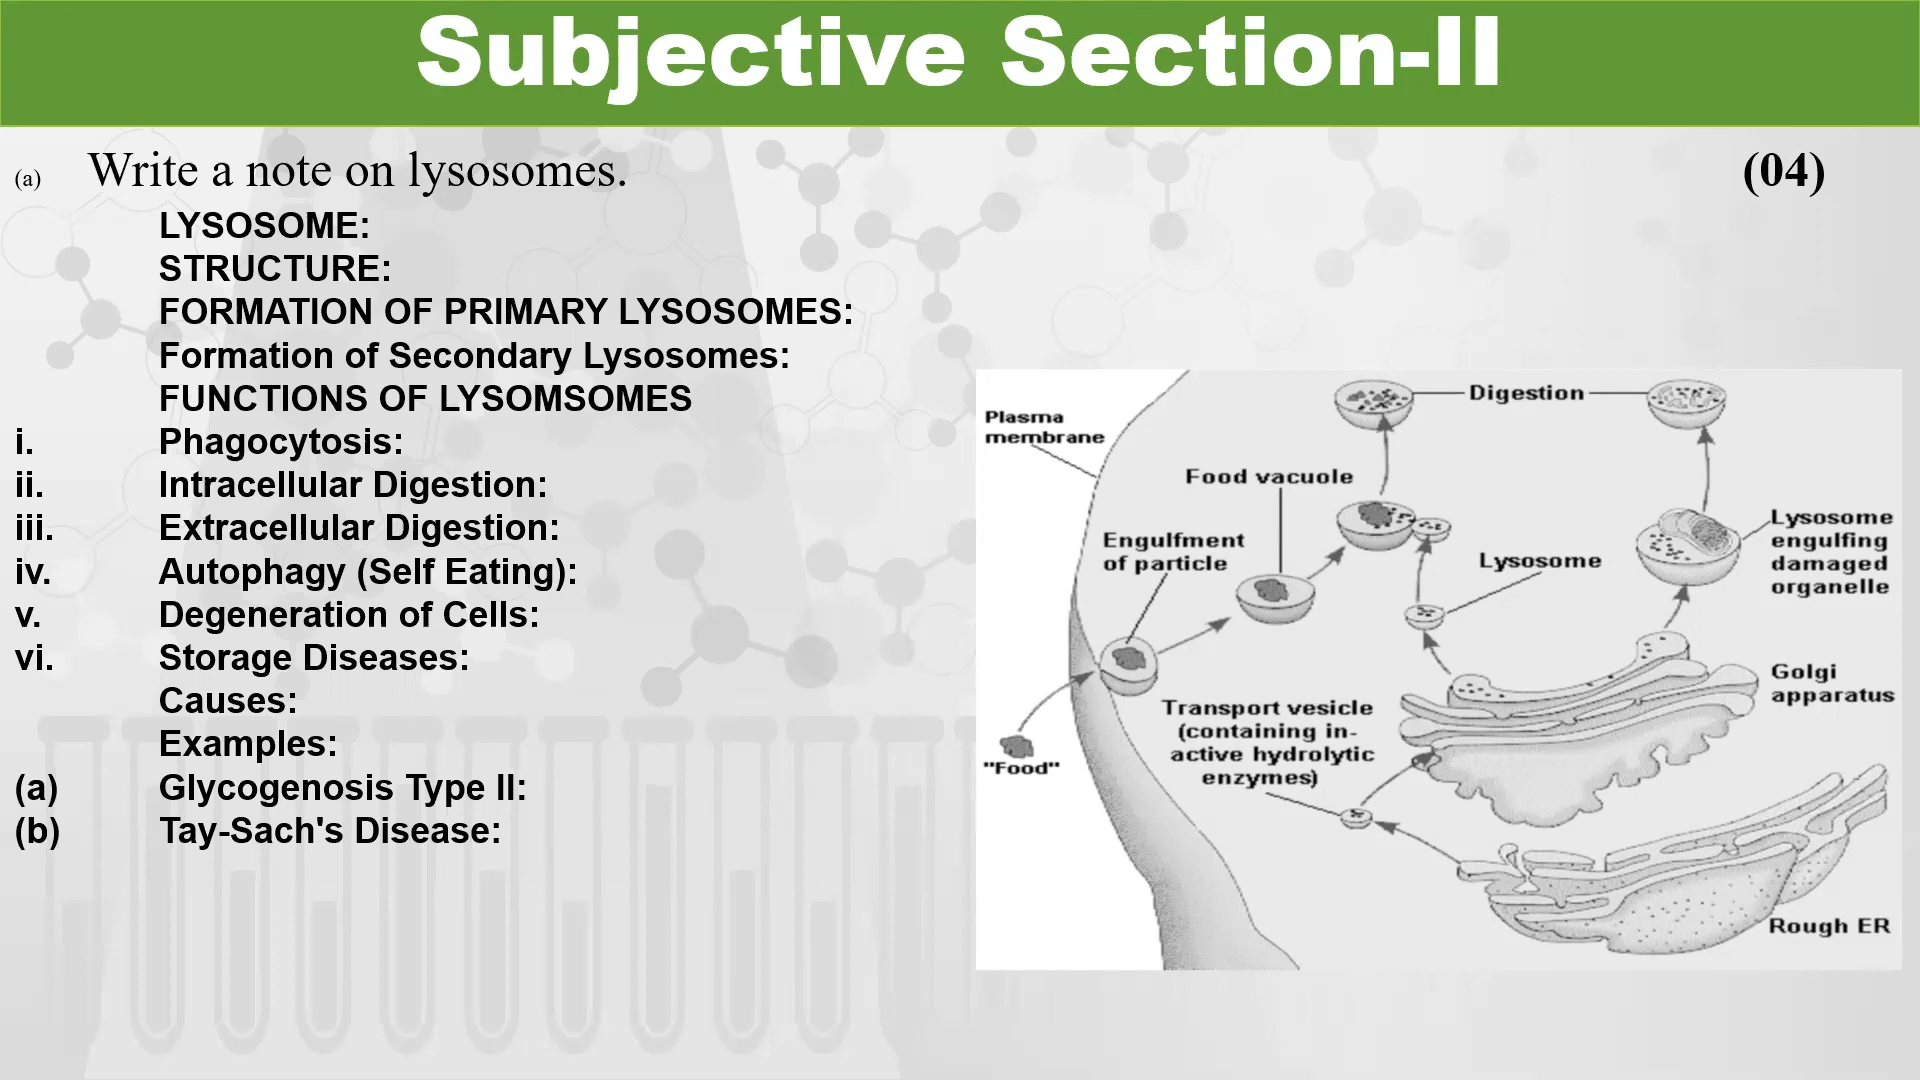 Subjective Section-II
(a) Write a note on lysosomes. (04)
LYSOSOME:
STRUCTURE:
FORMATION OF PRIMARY LYSOSOMES:
Formation of Secondary Lysosomes:
FUNCTIONS OF LYSOMSOMES
i. Phagocytosis:
ii. Intracellular Digestion:
iii. Extracellular Digestion:
iv. Autophagy (Self Eating):
v. Degeneration of Cells:
vi. Storage Diseases:
Causes:
Examples:
(a) Glycogenosis Type II:
(b) Tay-Sach's Disease:
Digestion
Plasma
membrane
Food vacuole
Engulfment
of particle
Lysosome
Lysosome
engulfing
damaged
organelle
Golgi
apparatus
Transport vesicle
(containing in-
active hydrolytic
enzymes)
"Food"
Rough ER